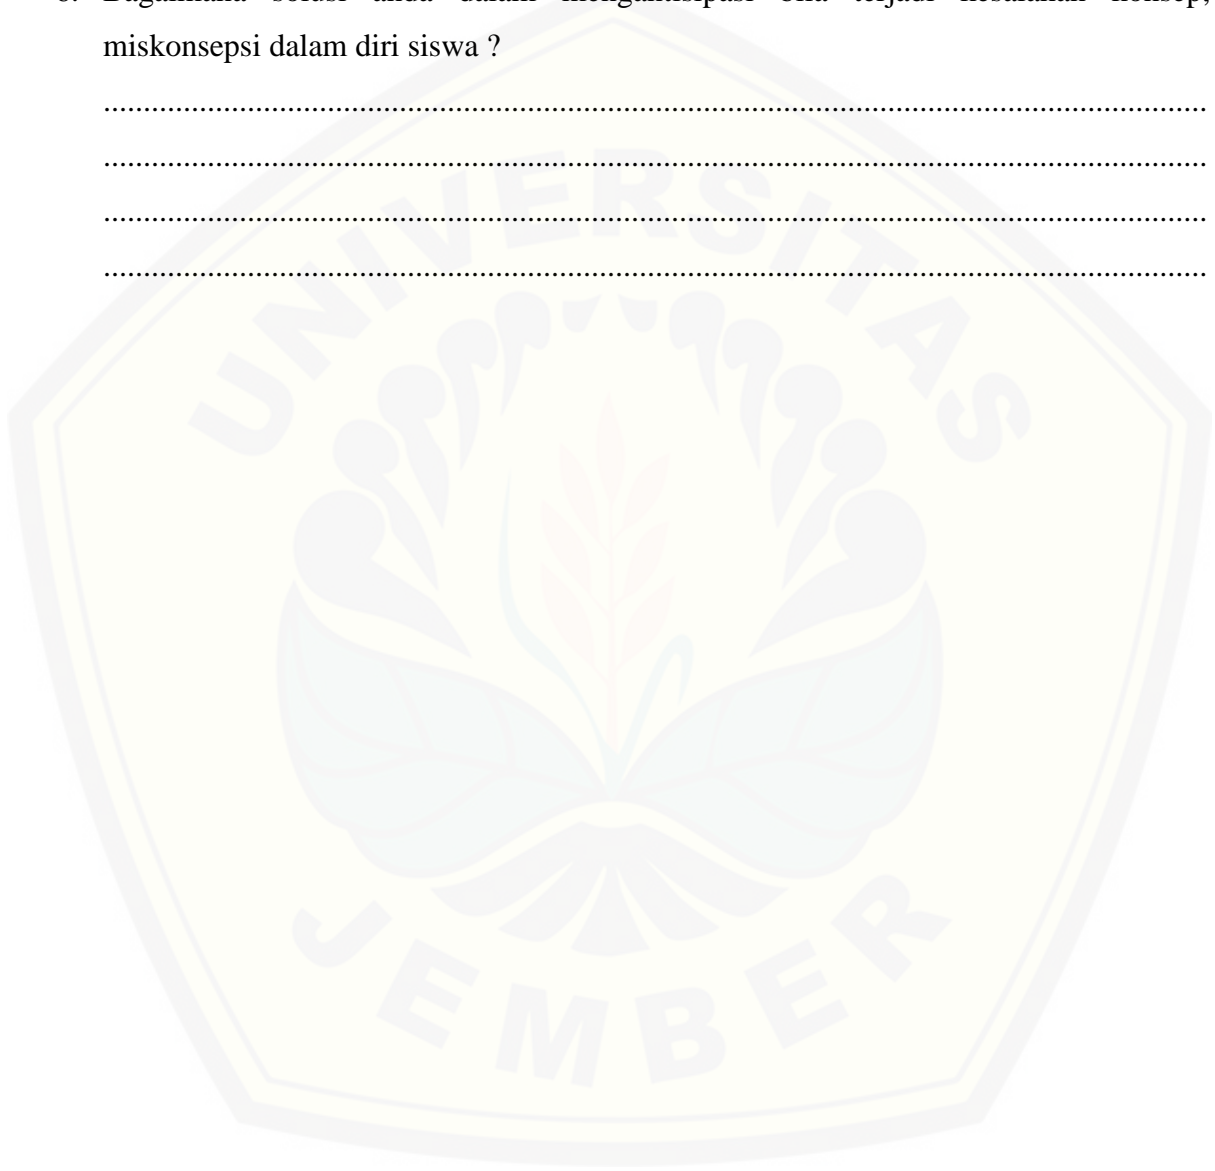 Bagaimana solusi anda dalam mengantisipasi bila terjadi kesalahan konsep,
miskonsepsi dalam diri siswa ?
................................................................................................................................................
................................................................................................................................................
................................................................................................................................................
................................................................................................................................................
UNIVERSITAS
JEMBER